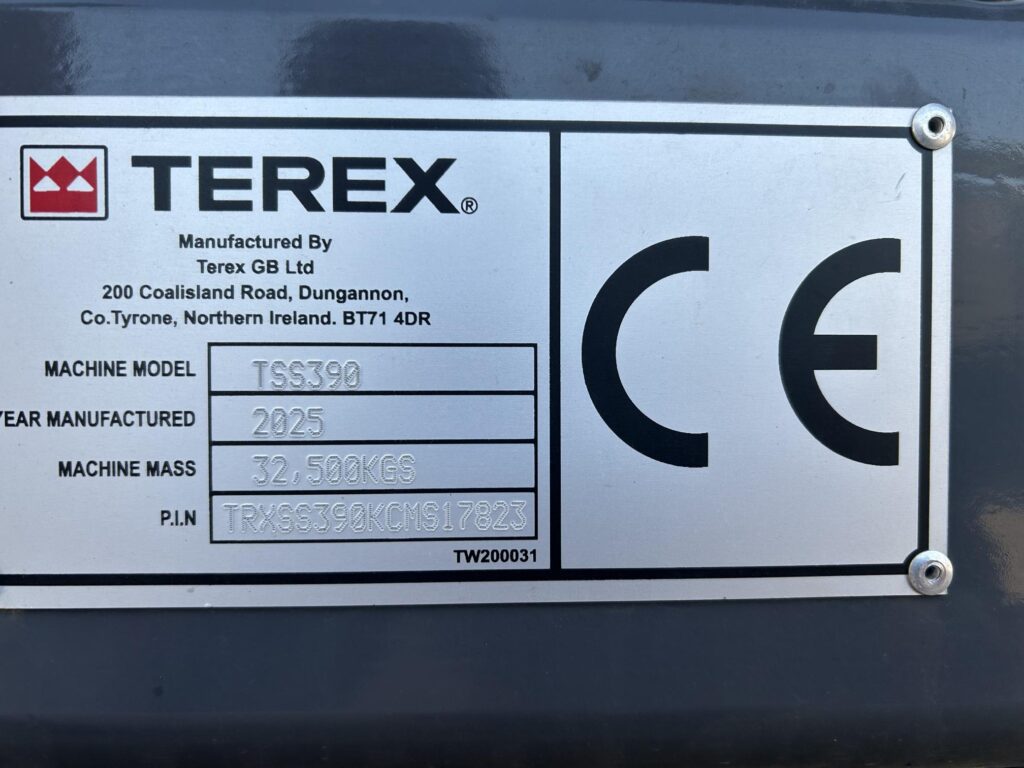 TEREX®
Manufactured By
Terex GB Ltd
200 Coalisland Road, Dungannon,
Co.Tyrone, Northern Ireland. BT71 4DR
MACHINE MODEL TSS390
YEAR MANUFACTURED 2025
MACHINE MASS 32,500KGS
P.I.N TRXSS390KCMS17823
TW200031
CE